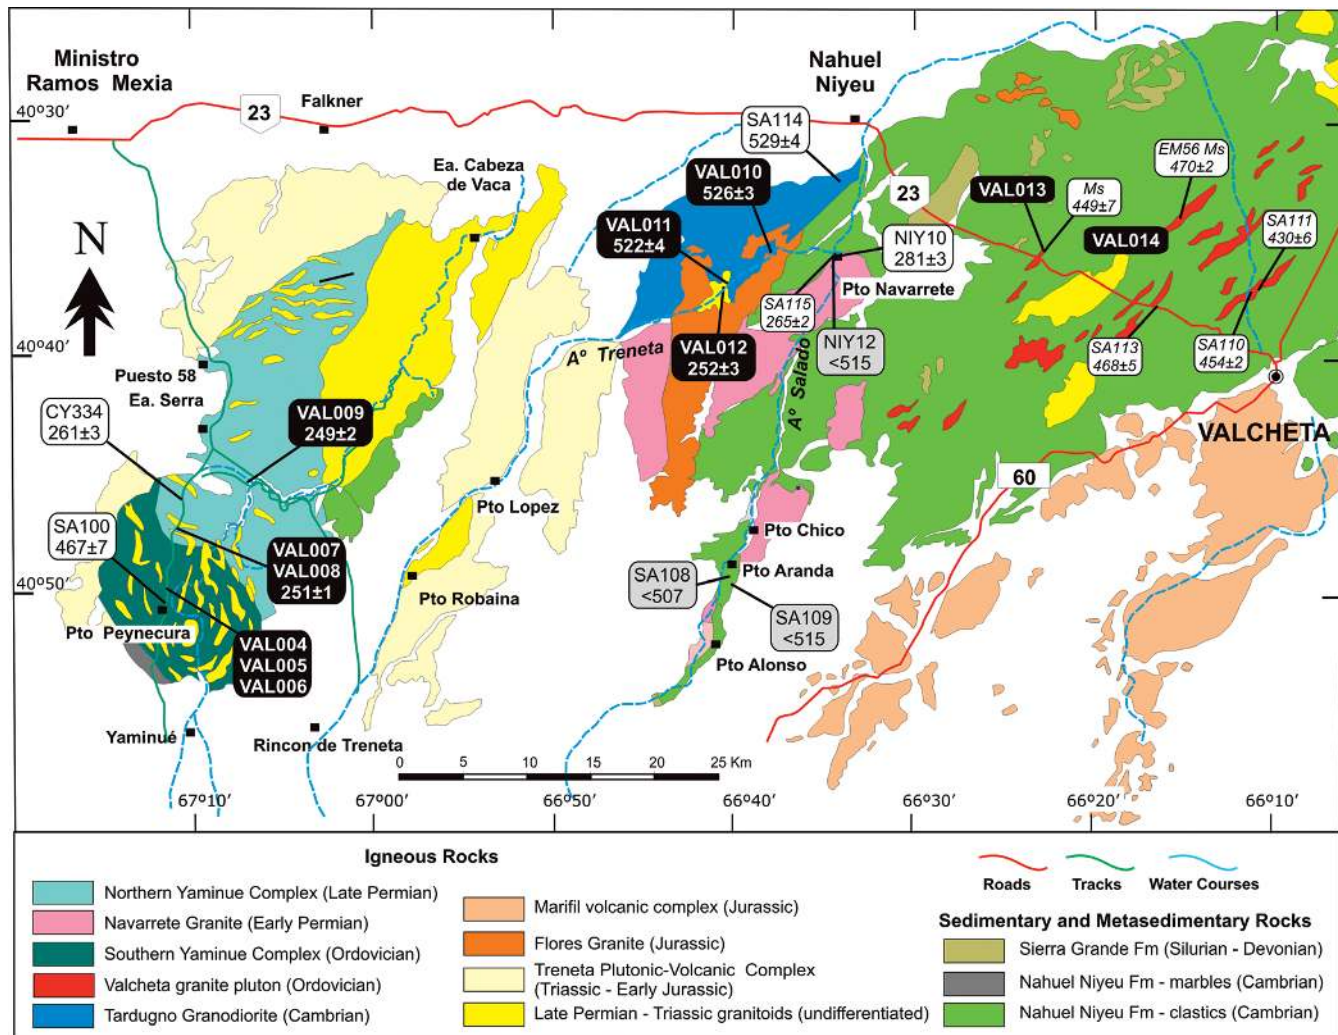 Ministro
Ramos Mexia
Nahuel
Niyeu
40°30'
23
Falkner
SA114
529±4
Ea. Cabeza
de Vaca
VAL010
526±3
EM56 Ms
470±2
VAL013
Ms
449±7
23
VAL011
522±4
NIY10
281±3
VAL014
SA111
430±6
N
Pto Navarrete
SA115
265±2
40°40'
Aº Treneta
VAL012
252±3
NIY12
<515
Aº Salado
SA113
468±5
SA110
454±2
Puesto 58
Ea. Serra
CY334
261±3
VAL009
249±2
VALCHETA
60
Pto Lopez
SA100
467±7
Pto Chico
VAL007
VAL008
251±1
40°50'
Pto Robaina
SA108
<507
Pto Aranda
SA109
<515
Pto Peynecura
VAL004
VAL005
VAL006
Pto Alonso
Yaminué
Rincon de Treneta
0 5 10 15 20 25 Km
67°10' 67°00' 66°50' 66°40' 66°30' 66°20' 66°10'
Igneous Rocks
Northern Yaminue Complex (Late Permian)
Navarrete Granite (Early Permian)
Southern Yaminue Complex (Ordovician)
Valcheta granite pluton (Ordovician)
Tardugno Granodiorite (Cambrian)
Marifil volcanic complex (Jurassic)
Flores Granite (Jurassic)
Treneta Plutonic-Volcanic Complex
(Triassic - Early Jurassic)
Late Permian - Triassic granitoids (undifferentiated)
Roads Tracks Water Courses
Sedimentary and Metasedimentary Rocks
Sierra Grande Fm (Silurian - Devonian)
Nahuel Niyeu Fm - marbles (Cambrian)
Nahuel Niyeu Fm - clastics (Cambrian)